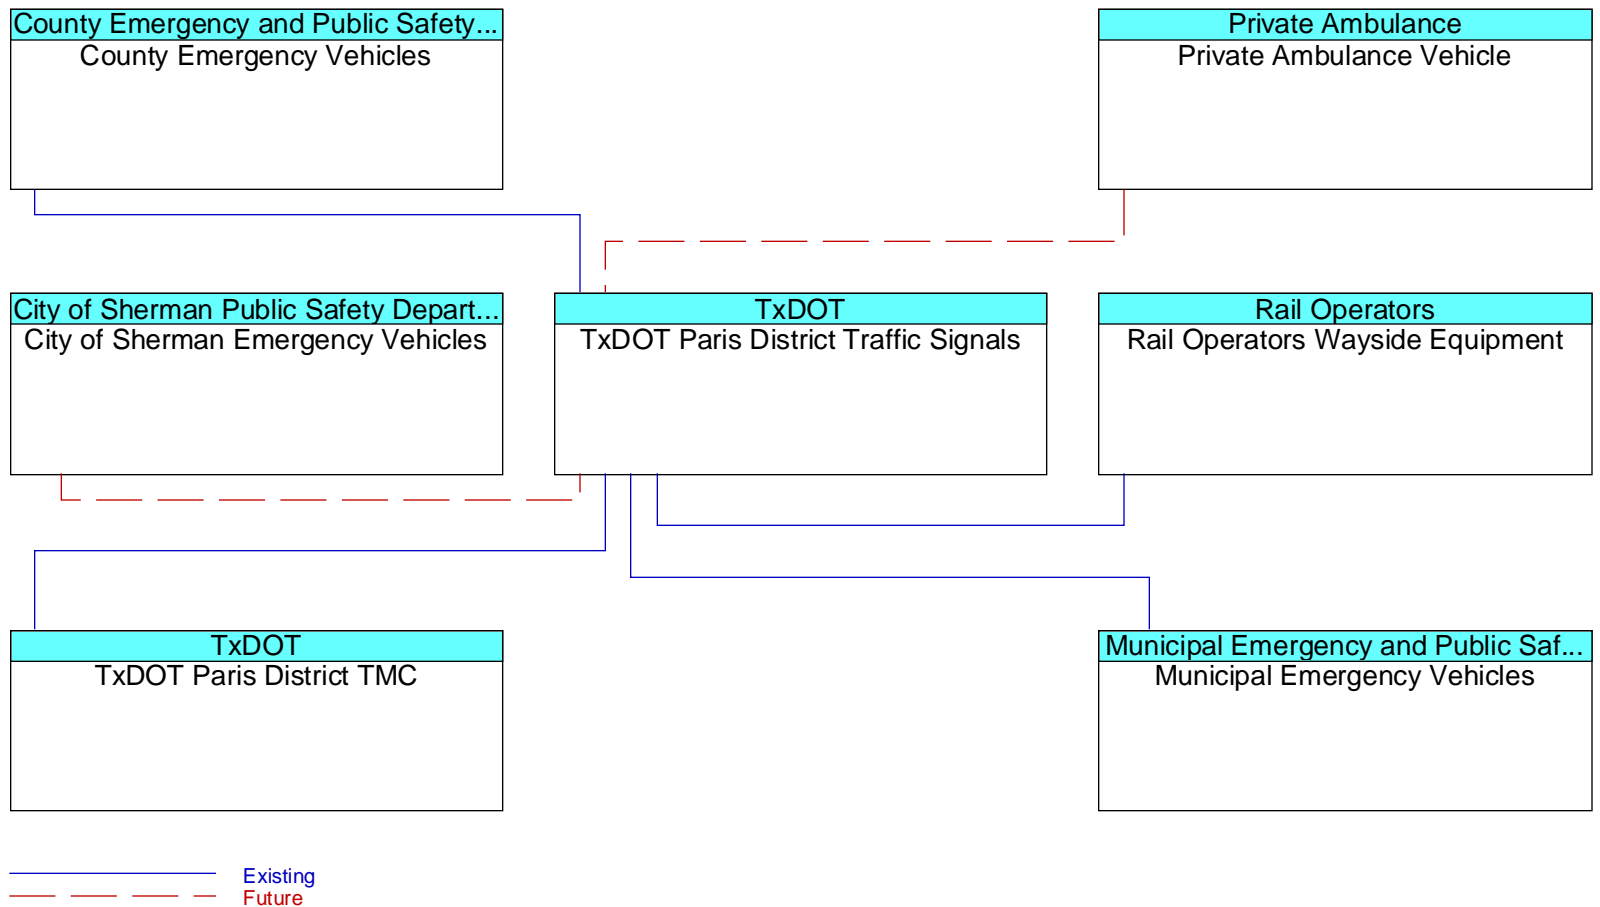 County Emergency and Public Safety...
County Emergency Vehicles
Private Ambulance
Private Ambulance Vehicle
City of Sherman Public Safety Depart...
City of Sherman Emergency Vehicles
TxDOT
TxDOT Paris District Traffic Signals
Rail Operators
Rail Operators Wayside Equipment
TxDOT
TxDOT Paris District TMC
Municipal Emergency and Public Saf...
Municipal Emergency Vehicles
Existing
Future